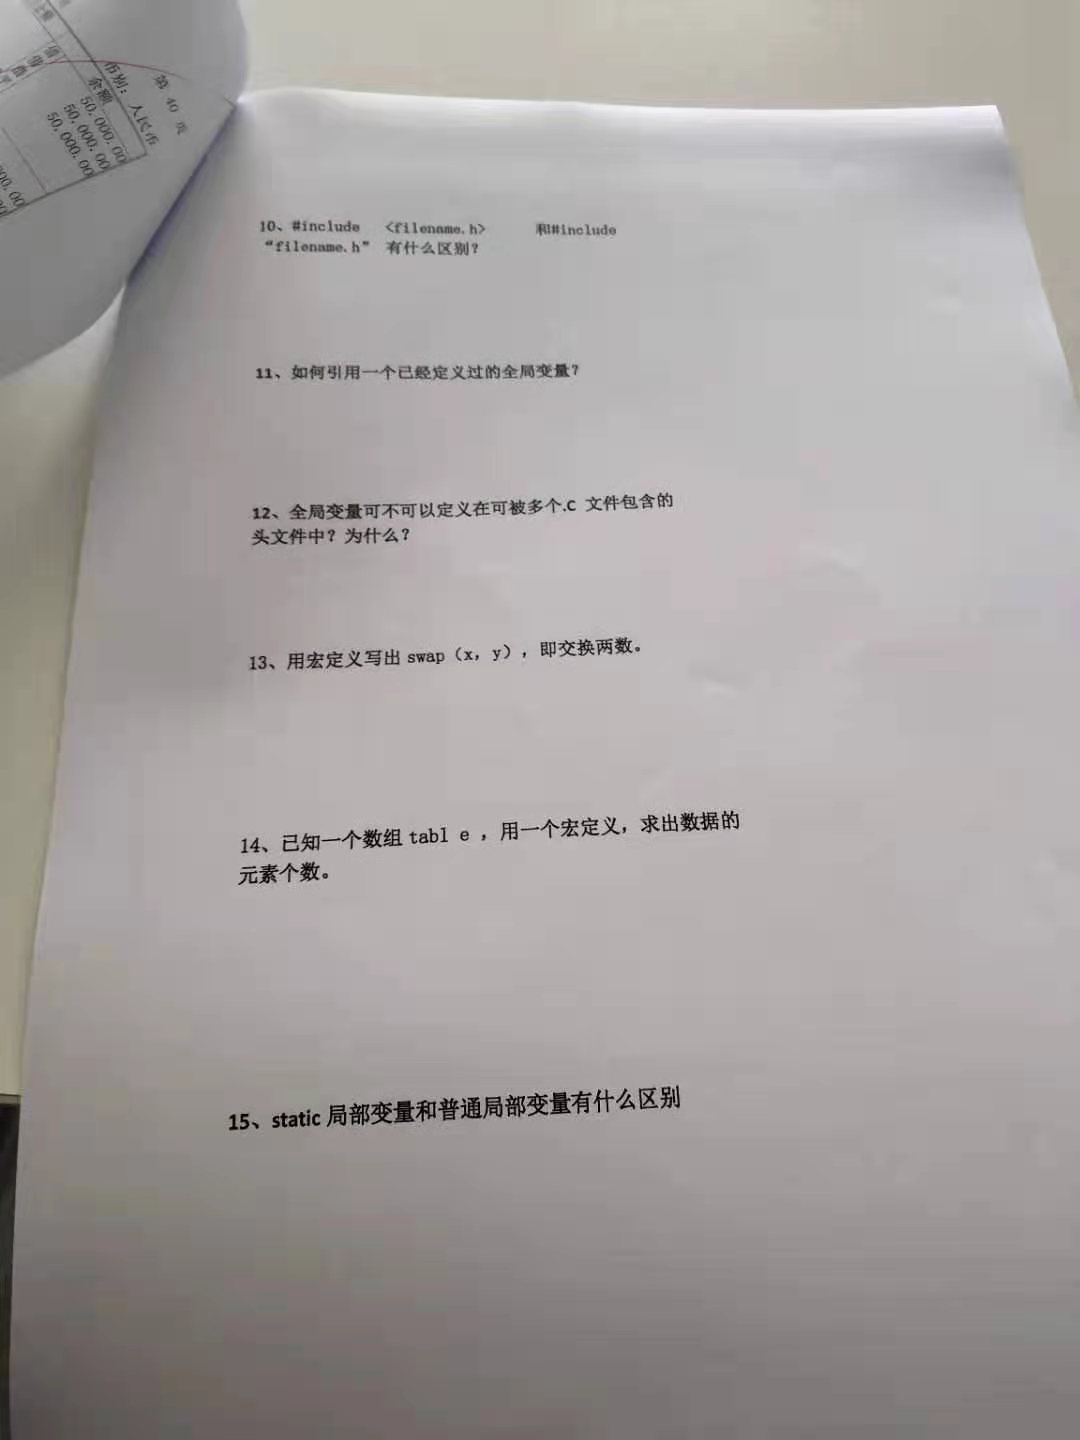 第 40 页
币别：人民币
余额
50,000.00
50,000.00
50,000.00
10、#include <filename.h> 和#include
“filename.h” 有什么区别？
11、如何引用一个已经定义过的全局变量？
12、全局变量可不可以定义在可被多个.C 文件包含的
头文件中？为什么？
13、用宏定义写出 swap（x，y），即交换两数。
14、已知一个数组 tabl e ，用一个宏定义，求出数据的
元素个数。
15、static 局部变量和普通局部变量有什么区别